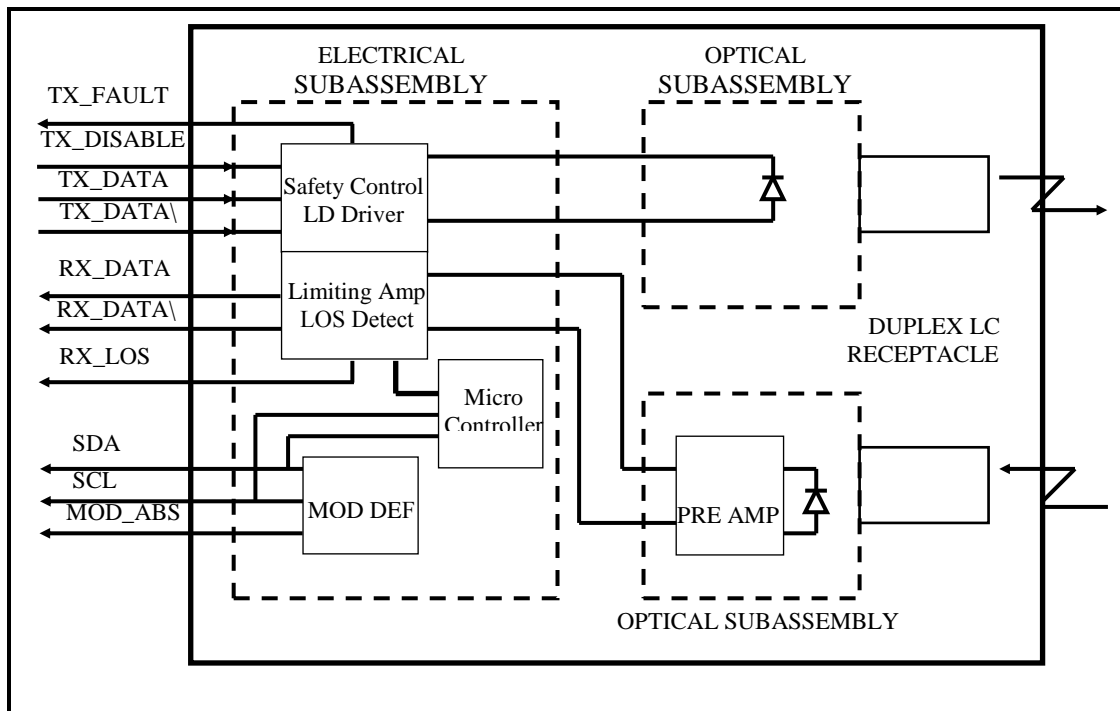 ELECTRICAL
SUBASSEMBLY
OPTICAL
SUBASSEMBLY
TX_FAULT
TX_DISABLE
TX_DATA
TX_DATA\
Safety Control
LD Driver
RX_DATA
RX_DATA\
RX_LOS
Limiting Amp
LOS Detect
DUPLEX LC
RECEPTACLE
Micro
Controller
SDA
SCL
MOD_ABS
MOD DEF
PRE AMP
OPTICAL SUBASSEMBLY